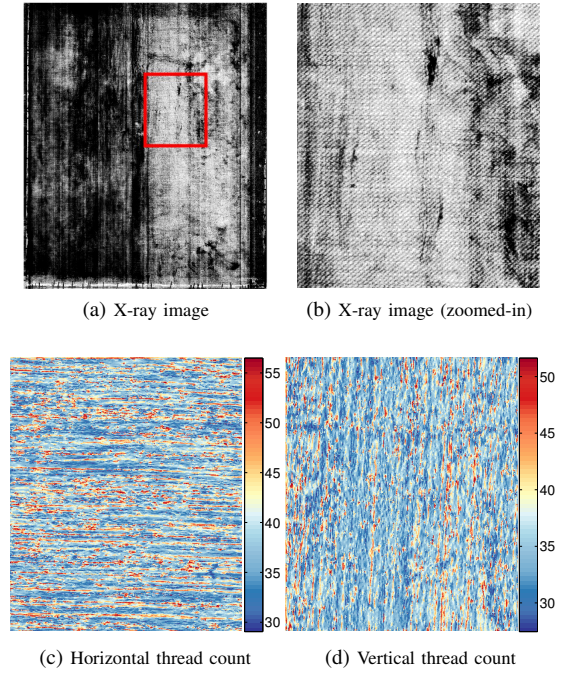 (a) X-ray image
(b) X-ray image (zoomed-in)
55
50
45
40
35
30
50
45
40
35
30
(c) Horizontal thread count
(d) Vertical thread count